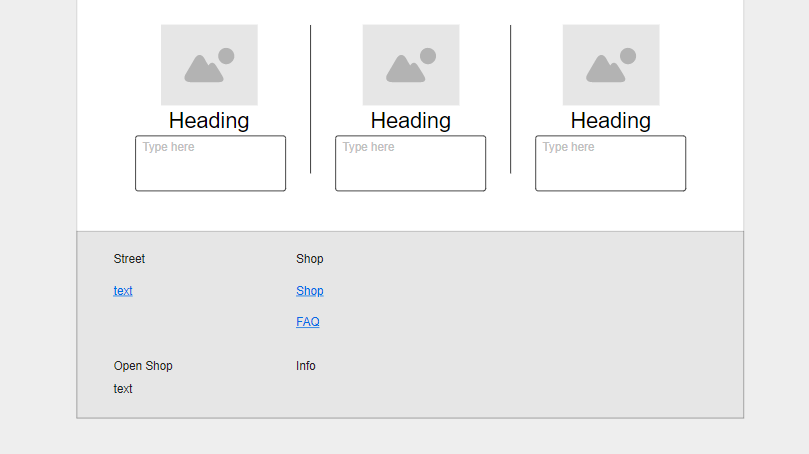 Heading Heading Heading
Type here Type here Type here
Street Shop
text Shop
FAQ
Open Shop Info
text